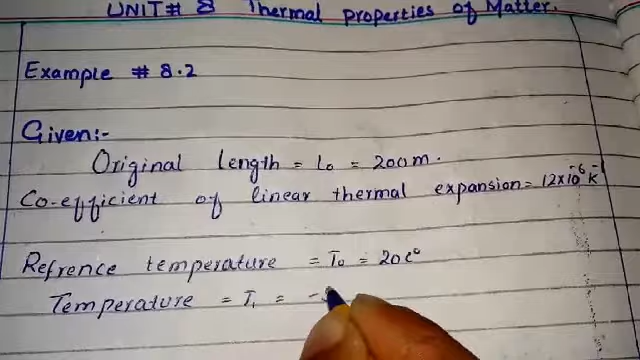 UNIT# 8 Thermal properties of Matter.
Example # 8.2
Given:-
Original length = L₀ = 200m.
Co-efficient of linear thermal expansion = 12×10⁻⁶ K⁻¹
Refrence temperature = T₀ = 20c°
Temperature = T₁ = -